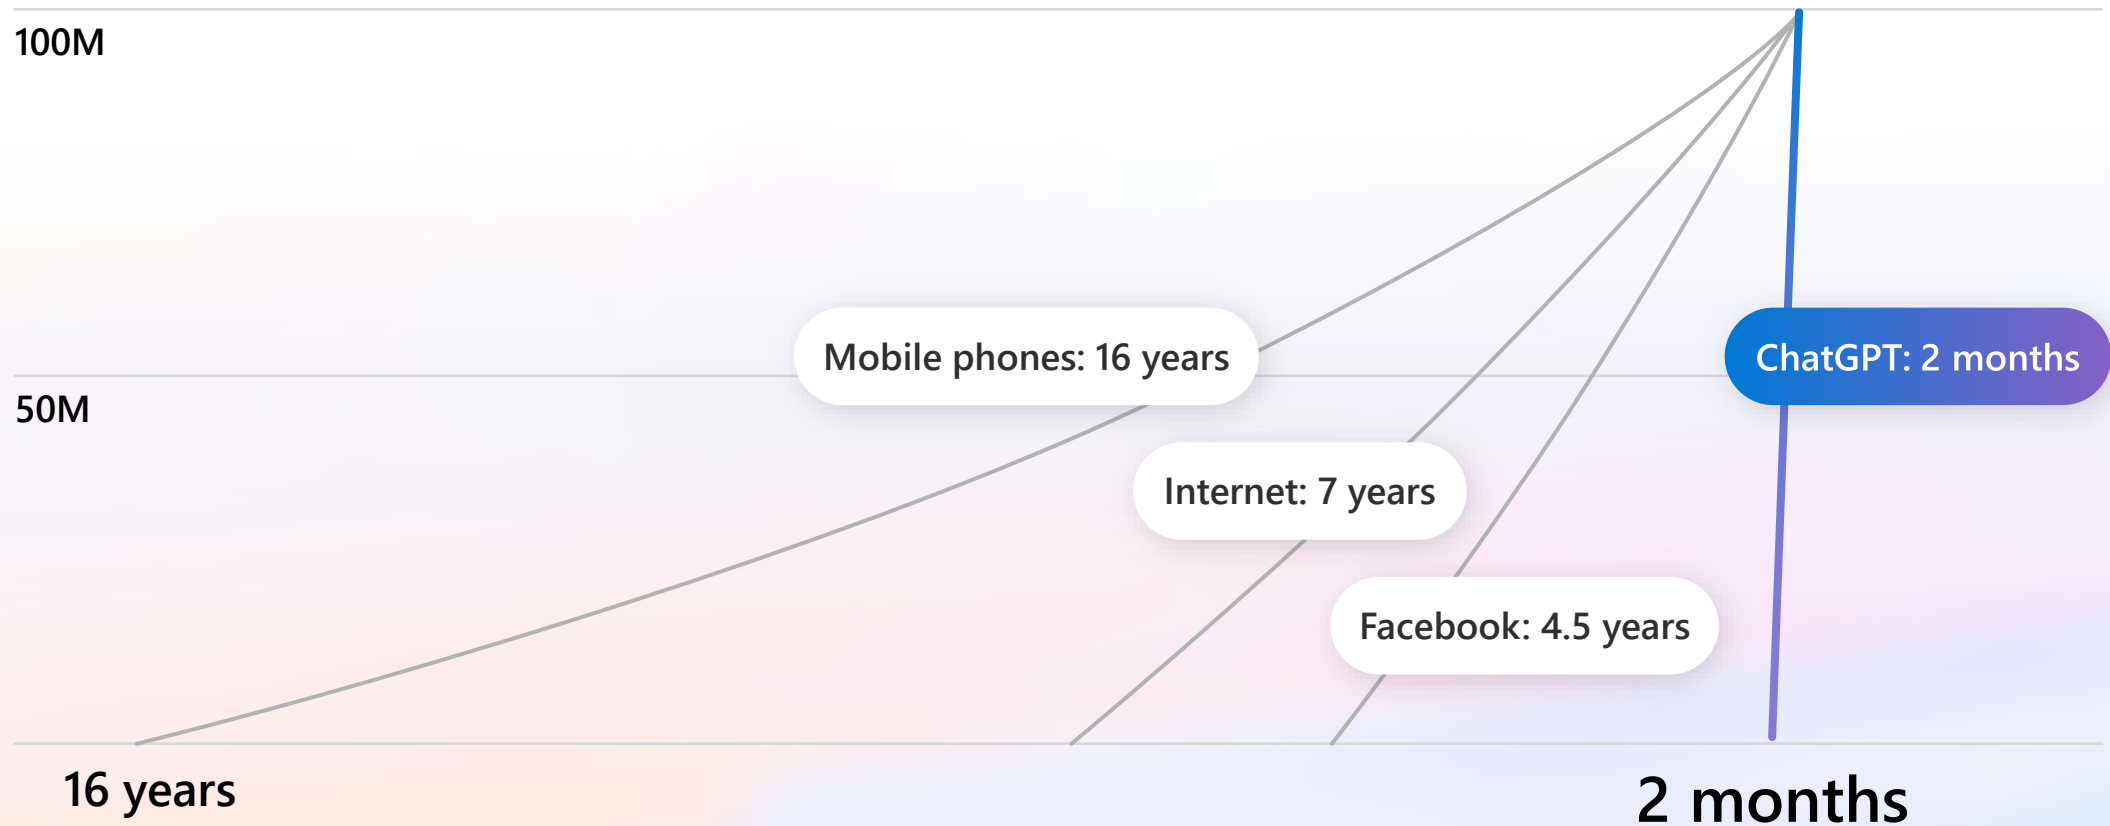 100M
50M
Mobile phones: 16 years
ChatGPT: 2 months
Internet: 7 years
Facebook: 4.5 years
16 years
2 months